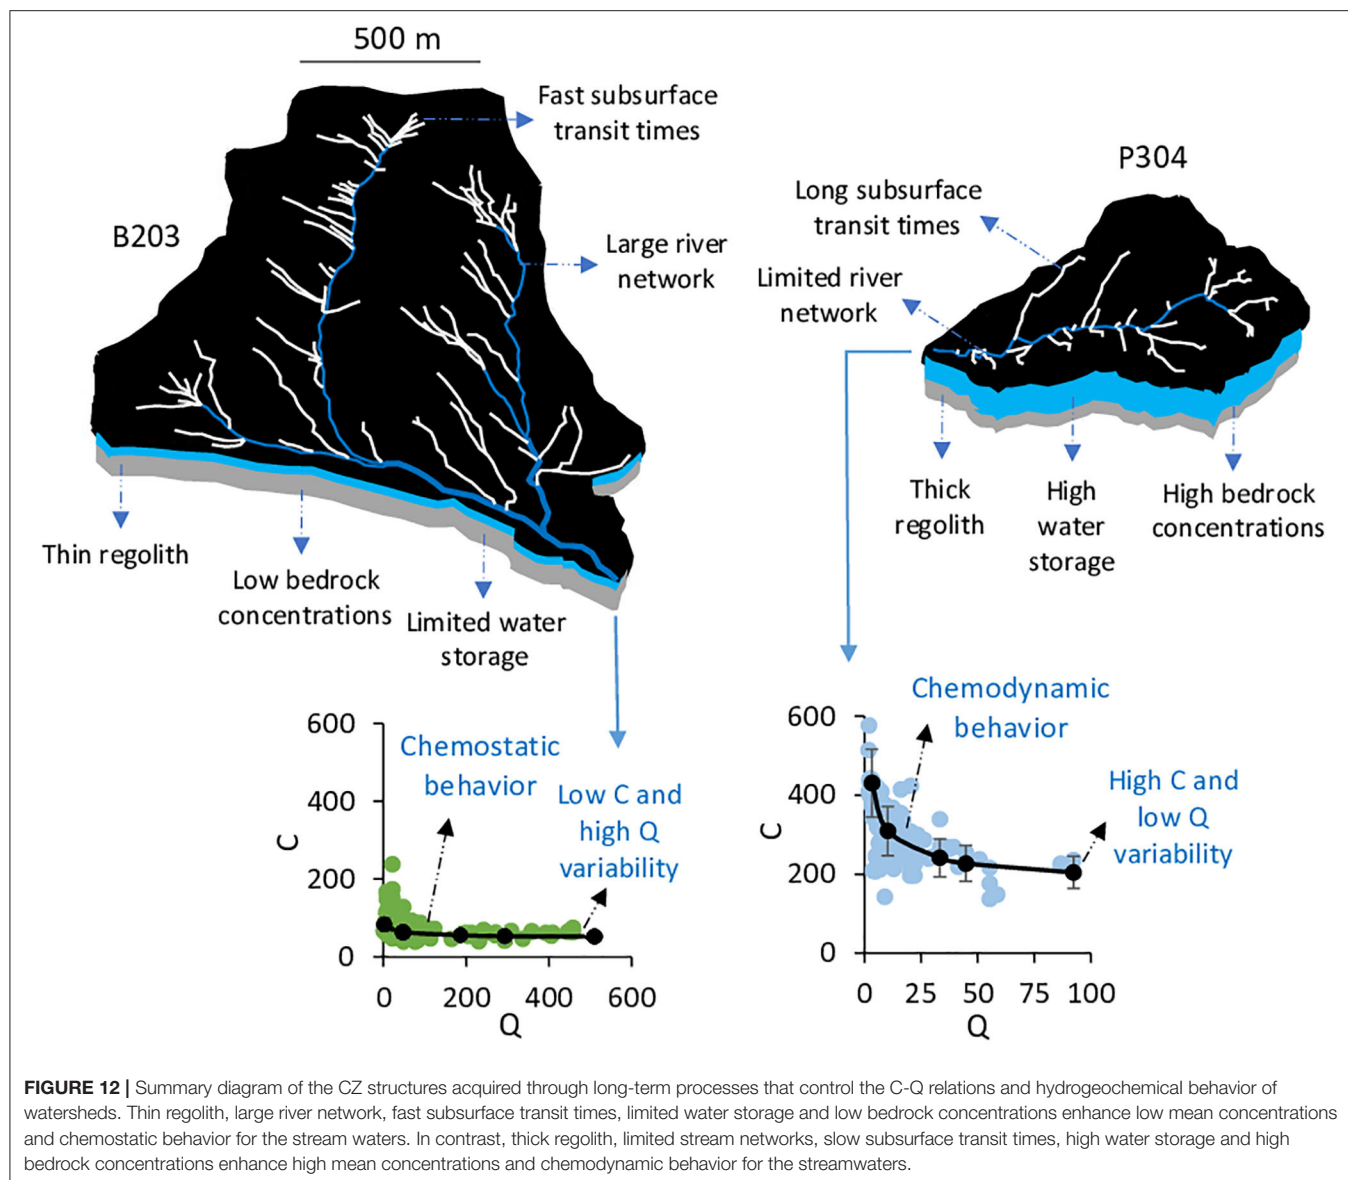 500 m
Fast subsurface
transit times
B203
Large river
network
Thin regolith
Low bedrock
concentrations
Limited water
storage
P304
Long subsurface
transit times
Limited river
network
Thick
regolith
High
water
storage
High bedrock
concentrations
600
400
200
0
C
0
200
400
600
Q
Chemostatic
behavior
Low C and
high Q
variability
600
400
200
0
C
0
25
50
75
100
Q
Chemodynamic
behavior
High C and
low Q
variability
FIGURE 12 | Summary diagram of the CZ structures acquired through long-term processes that control the C-Q relations and hydrogeochemical behavior of
watersheds. Thin regolith, large river network, fast subsurface transit times, limited water storage and low bedrock concentrations enhance low mean concentrations
and chemostatic behavior for the stream waters. In contrast, thick regolith, limited stream networks, slow subsurface transit times, high water storage and high
bedrock concentrations enhance high mean concentrations and chemodynamic behavior for the streamwaters.